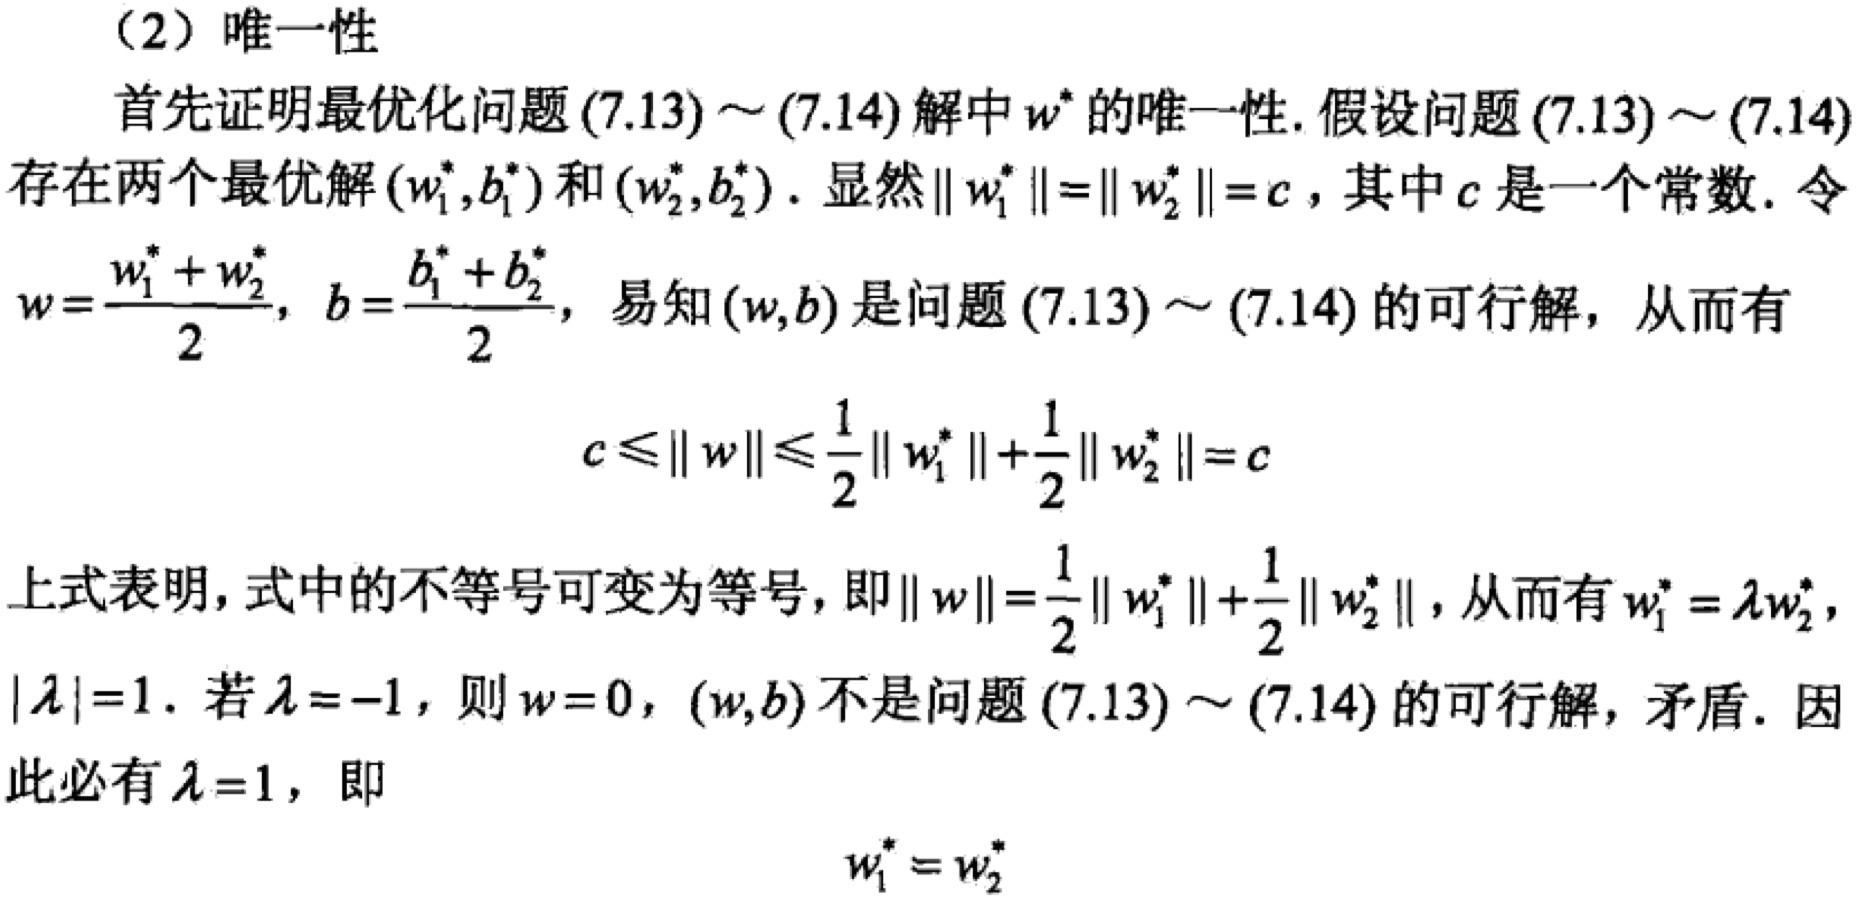 （2）唯一性
首先证明最优化问题 (7.13) ～ (7.14) 解中 w* 的唯一性. 假设问题 (7.13) ～ (7.14)
存在两个最优解 (w₁*,b₁*) 和 (w₂*,b₂*) . 显然 || w₁* || = || w₂* || = c , 其中 c 是一个常数. 令
w = (w₁* + w₂*)/2, b = (b₁* + b₂*)/2, 易知 (w,b) 是问题 (7.13) ～ (7.14) 的可行解，从而有
c ≤ || w || ≤ 1/2 || w₁* || + 1/2 || w₂* || = c
上式表明, 式中的不等号可变为等号, 即 || w || = 1/2 || w₁* || + 1/2 || w₂* || , 从而有 w₁* = λw₂*,
|λ|=1. 若 λ = −1, 则 w = 0, (w,b) 不是问题 (7.13) ～ (7.14) 的可行解，矛盾. 因
此必有 λ = 1, 即
w₁* = w₂*